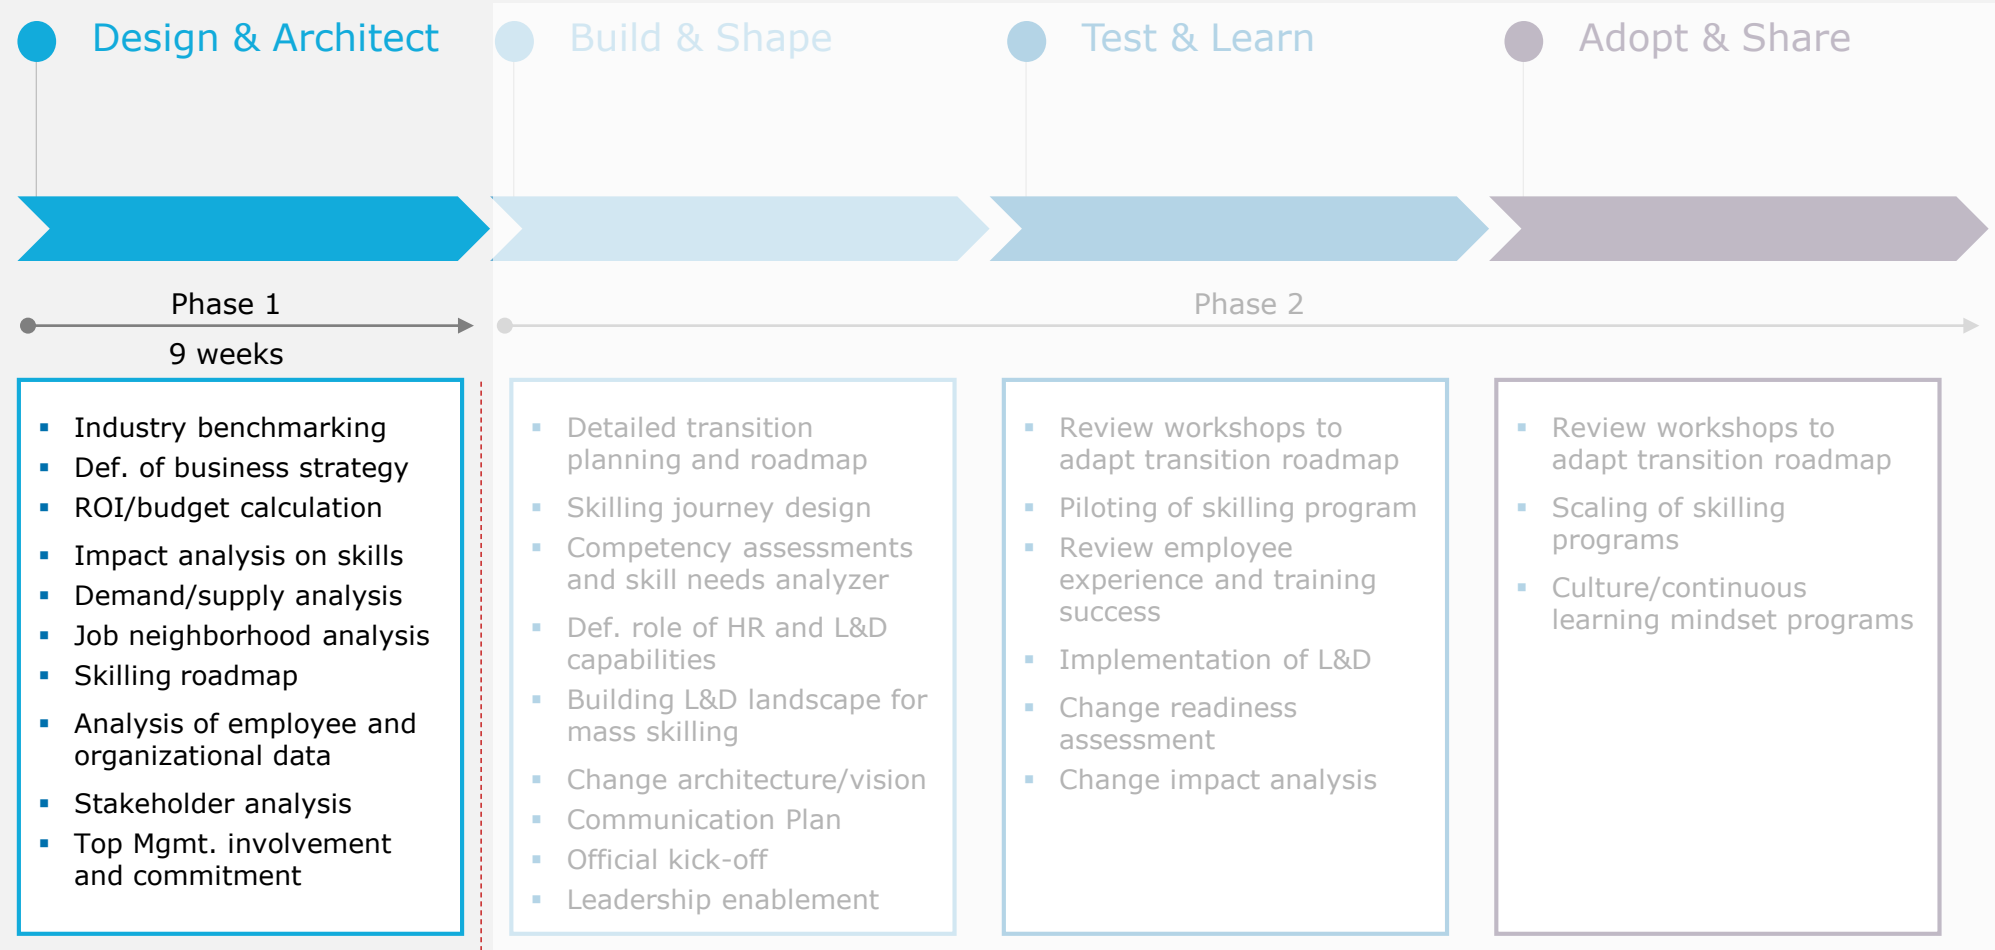 Design & Architect
Build & Shape
Test & Learn
Adopt & Share
Phase 1
9 weeks
Phase 2
▪ Industry benchmarking
▪ Def. of business strategy
▪ ROI/budget calculation
▪ Impact analysis on skills
▪ Demand/supply analysis
▪ Job neighborhood analysis
▪ Skilling roadmap
▪ Analysis of employee and
organizational data
▪ Stakeholder analysis
▪ Top Mgmt. involvement
and commitment
▪ Detailed transition
planning and roadmap
▪ Skilling journey design
▪ Competency assessments
and skill needs analyzer
▪ Def. role of HR and L&D
capabilities
▪ Building L&D landscape for
mass skilling
▪ Change architecture/vision
▪ Communication Plan
▪ Official kick-off
▪ Leadership enablement
▪ Review workshops to
adapt transition roadmap
▪ Piloting of skilling program
▪ Review employee
experience and training
success
▪ Implementation of L&D
▪ Change readiness
assessment
▪ Change impact analysis
▪ Review workshops to
adapt transition roadmap
▪ Scaling of skilling
programs
▪ Culture/continuous
learning mindset programs